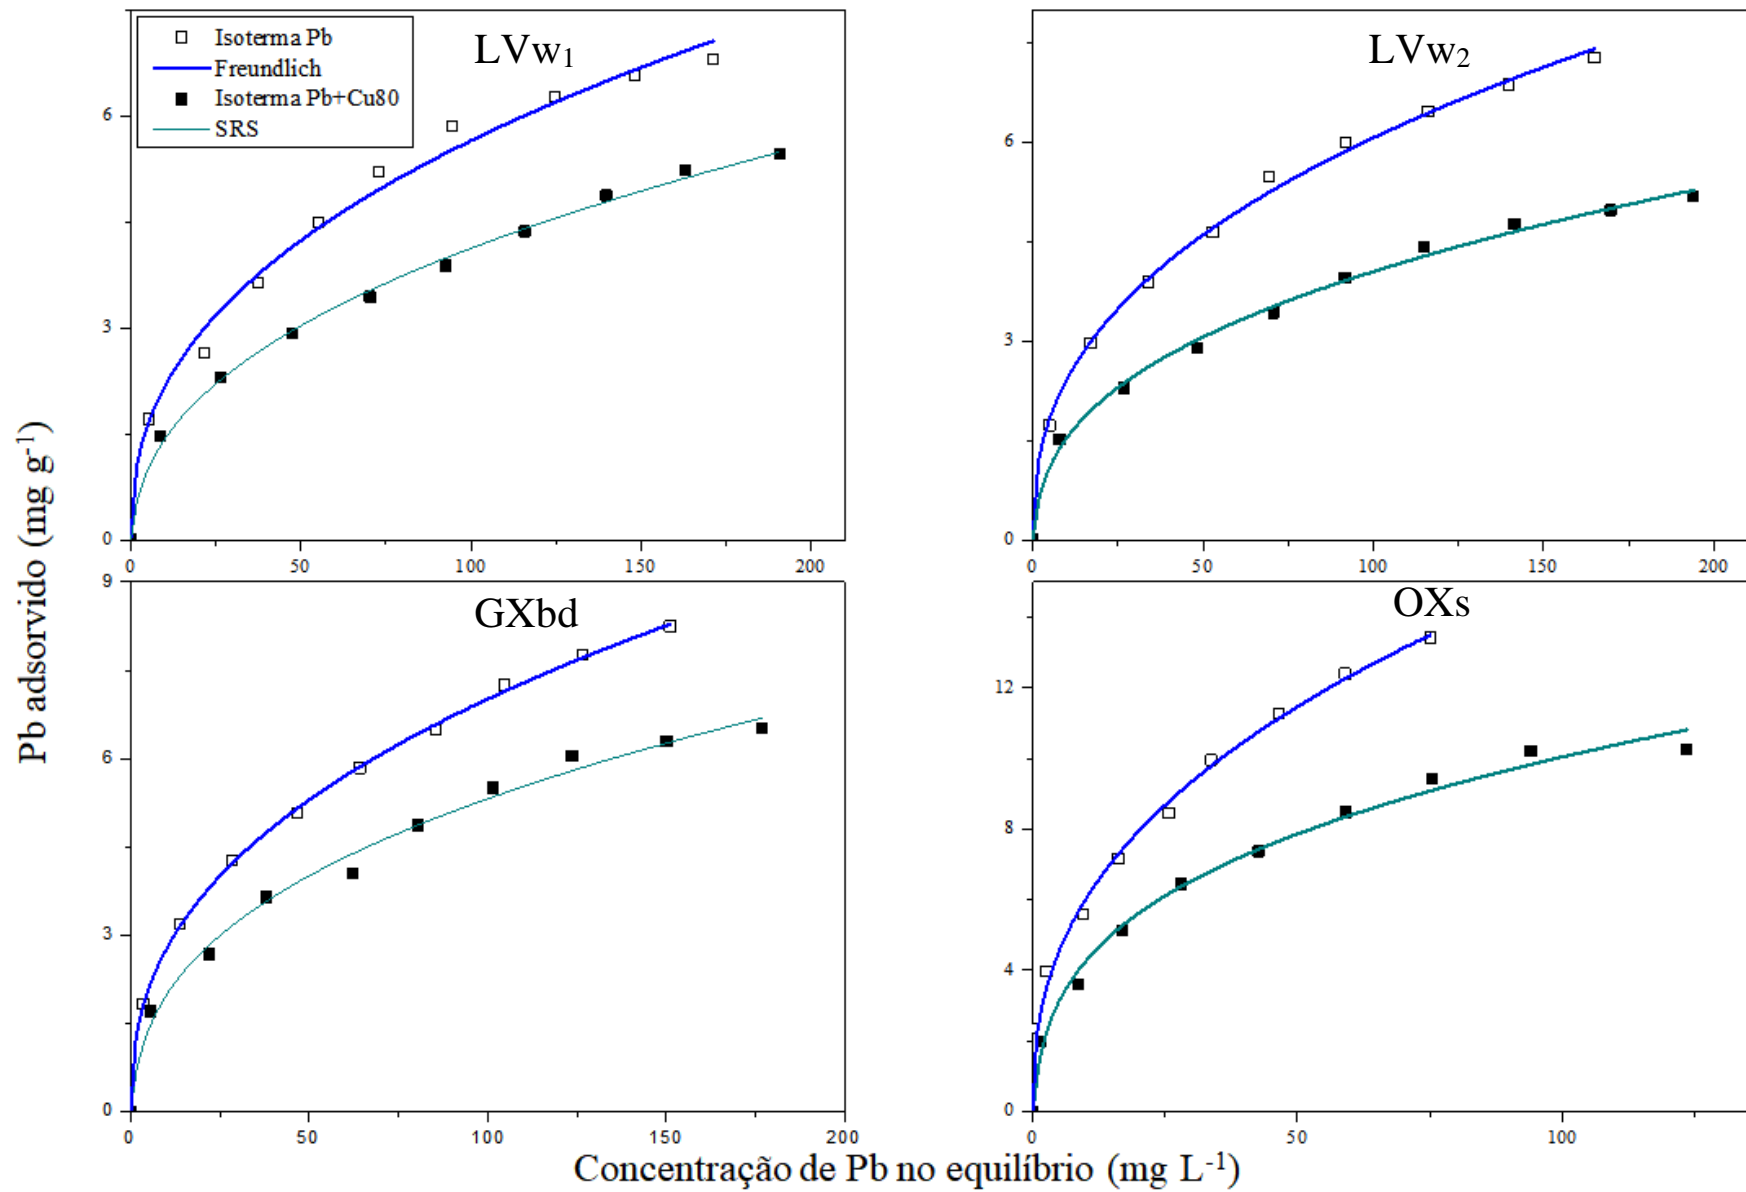 Isoterma Pb
Freundlich
Isoterma Pb+Cu80
SRS
LVw₁
6
3
0
0 50 100 150 200
LVw₂
6
3
0
0 50 100 150 200
Pb adsorvido (mg g⁻¹)
GXbd
9
6
3
0
0 50 100 150 200
OXs
12
8
4
0
0 50 100
Concentração de Pb no equilíbrio (mg L⁻¹)